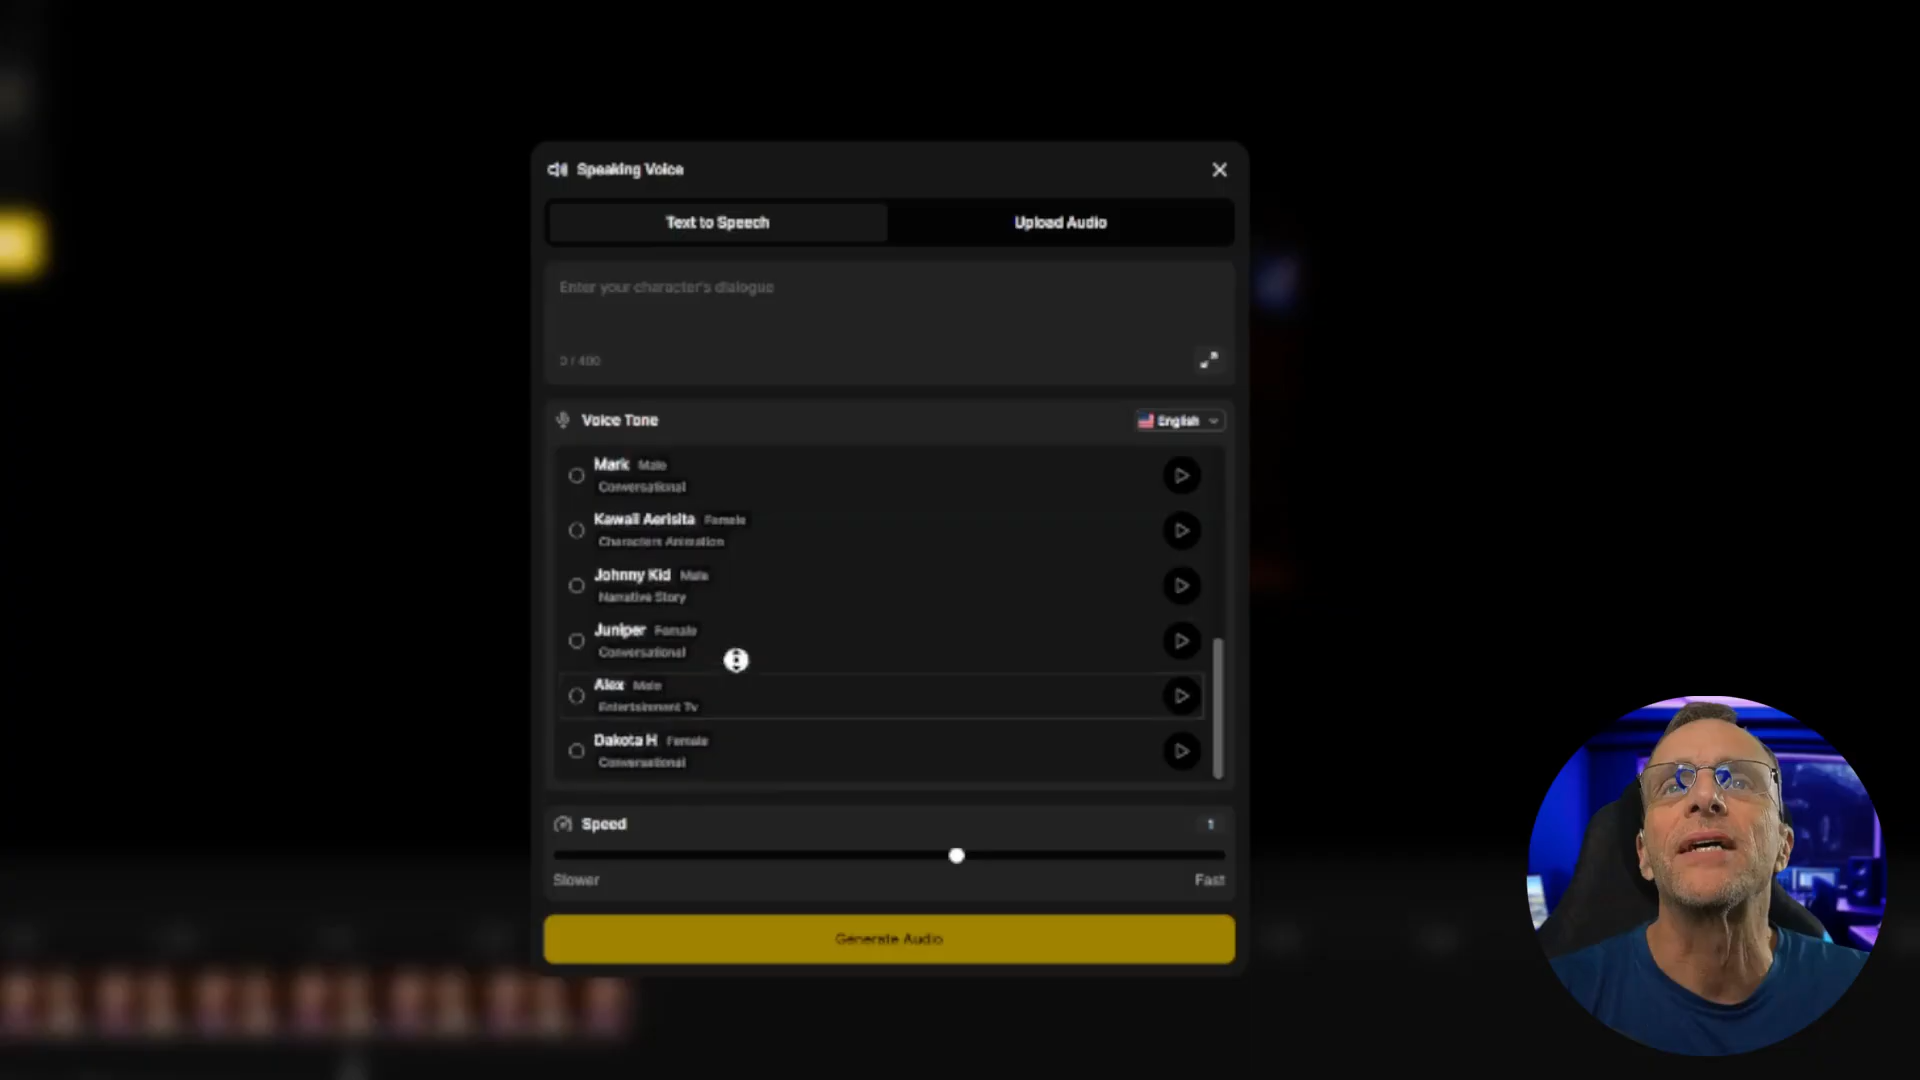 Speaking Voice
Text to Speech
Upload Audio
Enter your character's dialogue
0 / 400
Voice Tone
English
Mark Male
Conversational
Kawaii Aerisita Female
Characters Animation
Johnny Kid Male
Narrative Story
Juniper Female
Conversational
Alex Male
Entertainment Tv
Dakota H Female
Conversational
Speed
1
Slower
Fast
Generate Audio